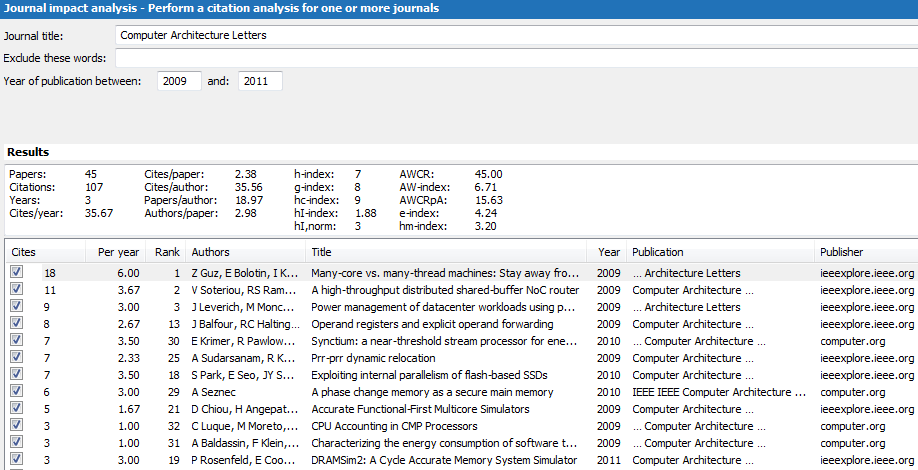 Journal impact analysis - Perform a citation analysis for one or more journals
Journal title: Computer Architecture Letters
Exclude these words:
Year of publication between: 2009 and: 2011
Results
Papers: 45 Cites/paper: 2.38 h-index: 7 AWCR: 45.00
Citations: 107 Cites/author: 35.56 g-index: 8 AW-index: 6.71
Years: 3 Papers/author: 18.97 hc-index: 9 AWCRpA: 15.63
Cites/year: 35.67 Authors/paper: 2.98 hI-index: 1.88 e-index: 4.24
hI,norm: 3 hm-index: 3.20
Cites Per year Rank Authors Title Year Publication Publisher
18 6.00 1 Z Guz, E Bolotin, I K... Many-core vs. many-thread machines: Stay away fro... 2009 ... Architecture Letters ieeexplore.ieee.org
11 3.67 2 V Soteriou, RS Ram... A high-throughput distributed shared-buffer NoC router 2009 Computer Architecture ... ieeexplore.ieee.org
9 3.00 3 J Leverich, M Monc... Power management of datacenter workloads using p... 2009 ... Architecture Letters ieeexplore.ieee.org
8 2.67 13 J Balfour, RC Halting... Operand registers and explicit operand forwarding 2009 Computer Architecture ... ieeexplore.ieee.org
7 3.50 30 E Krimer, R Pawlow... Synctium: a near-threshold stream processor for ene... 2010 ... Computer Architecture ... computer.org
7 2.33 25 A Sudarsanam, R K... Prr-prr dynamic relocation 2009 Computer Architecture ... ieeexplore.ieee.org
7 3.50 18 S Park, E Seo, JY S... Exploiting internal parallelism of flash-based SSDs 2010 Computer Architecture ... ieeexplore.ieee.org
6 3.00 29 A Seznec A phase change memory as a secure main memory 2010 IEEE IEEE Computer Architecture ... computer.org
5 1.67 21 D Chiou, H Angepat... Accurate Functional-First Multicore Simulators 2009 Computer Architecture ... ieeexplore.ieee.org
3 1.00 32 C Luque, M Moreto,... CPU Accounting in CMP Processors 2009 ... Computer Architecture ... computer.org
3 1.00 31 A Baldassin, F Klein,... Characterizing the energy consumption of software t... 2009 ... Computer Architecture ... computer.org
3 3.00 19 P Rosenfeld, E Coo... DRAMSim2: A Cycle Accurate Memory System Simulator 2011 Computer Architecture ... ieeexplore.ieee.org